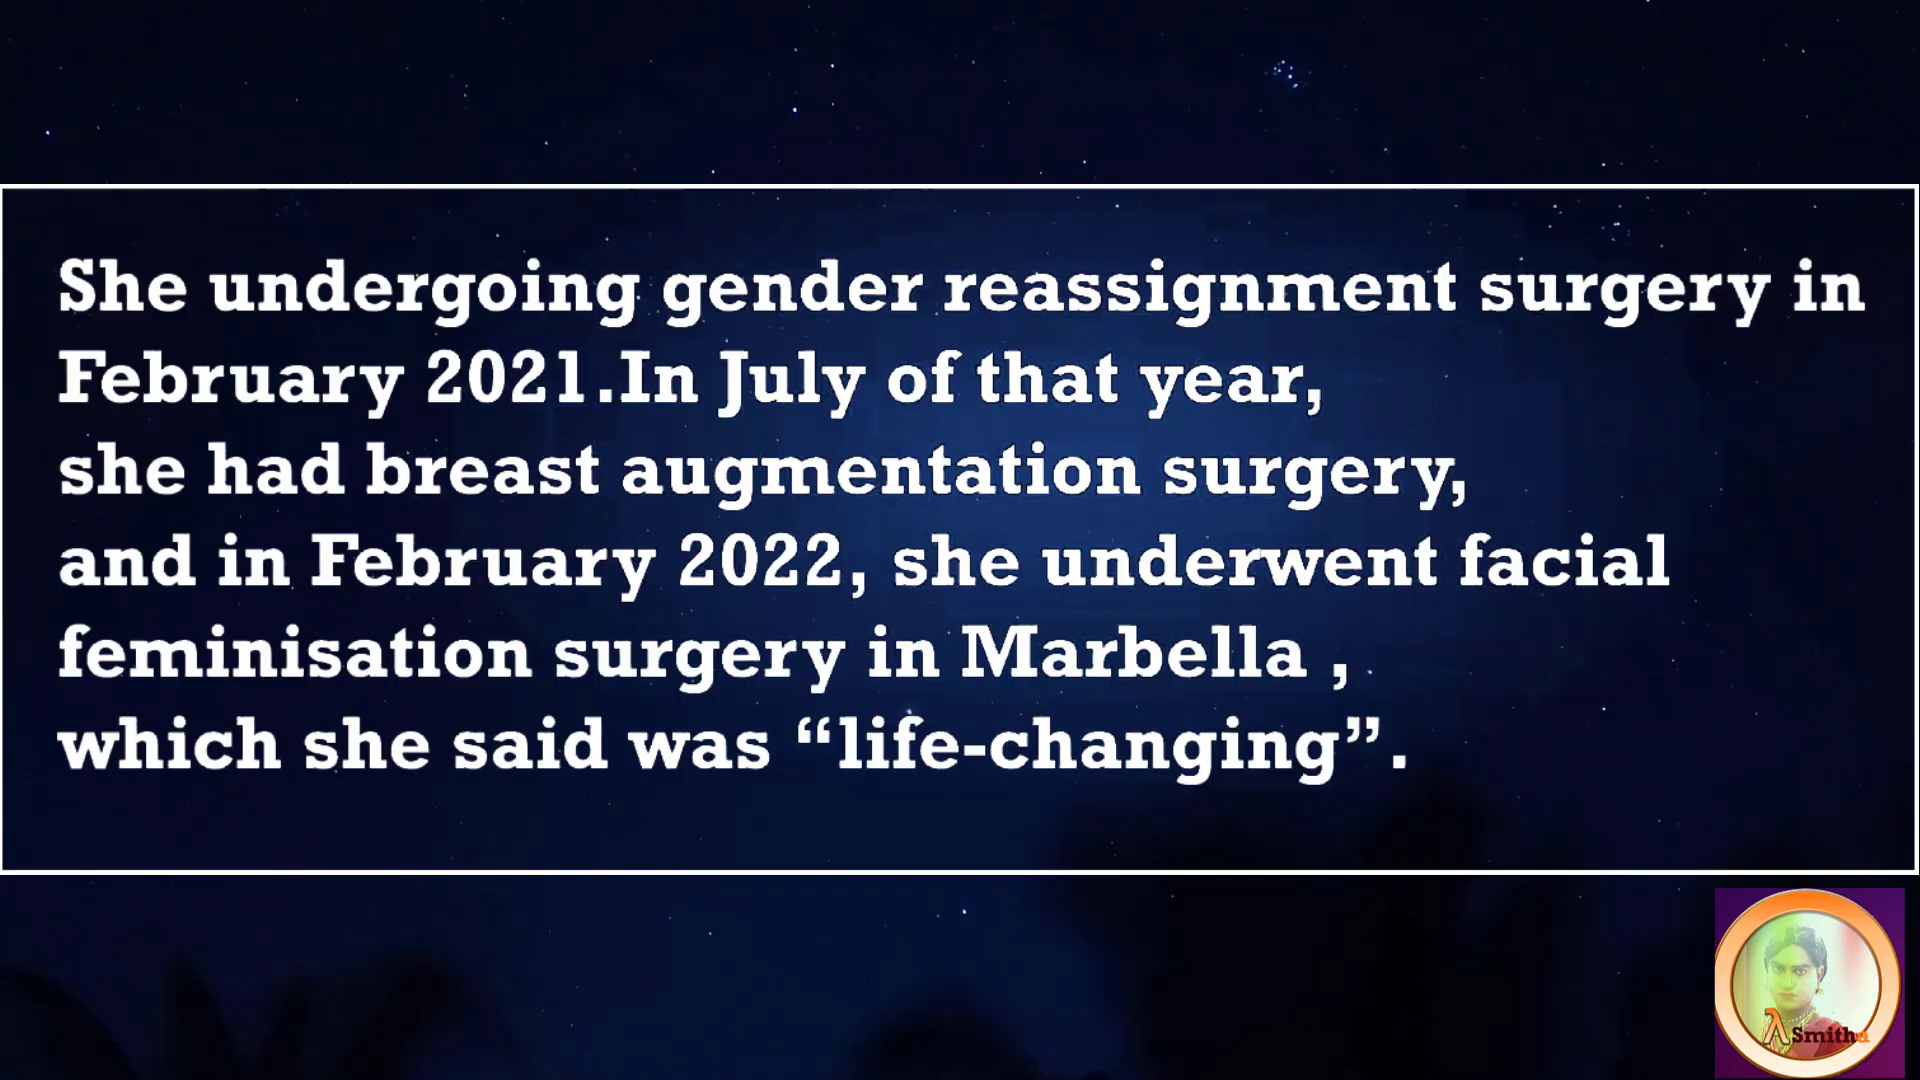 She undergoing gender reassignment surgery in
February 2021.In July of that year,
she had breast augmentation surgery,
and in February 2022, she underwent facial
feminisation surgery in Marbella ,
which she said was “life-changing”.
λ Smitha